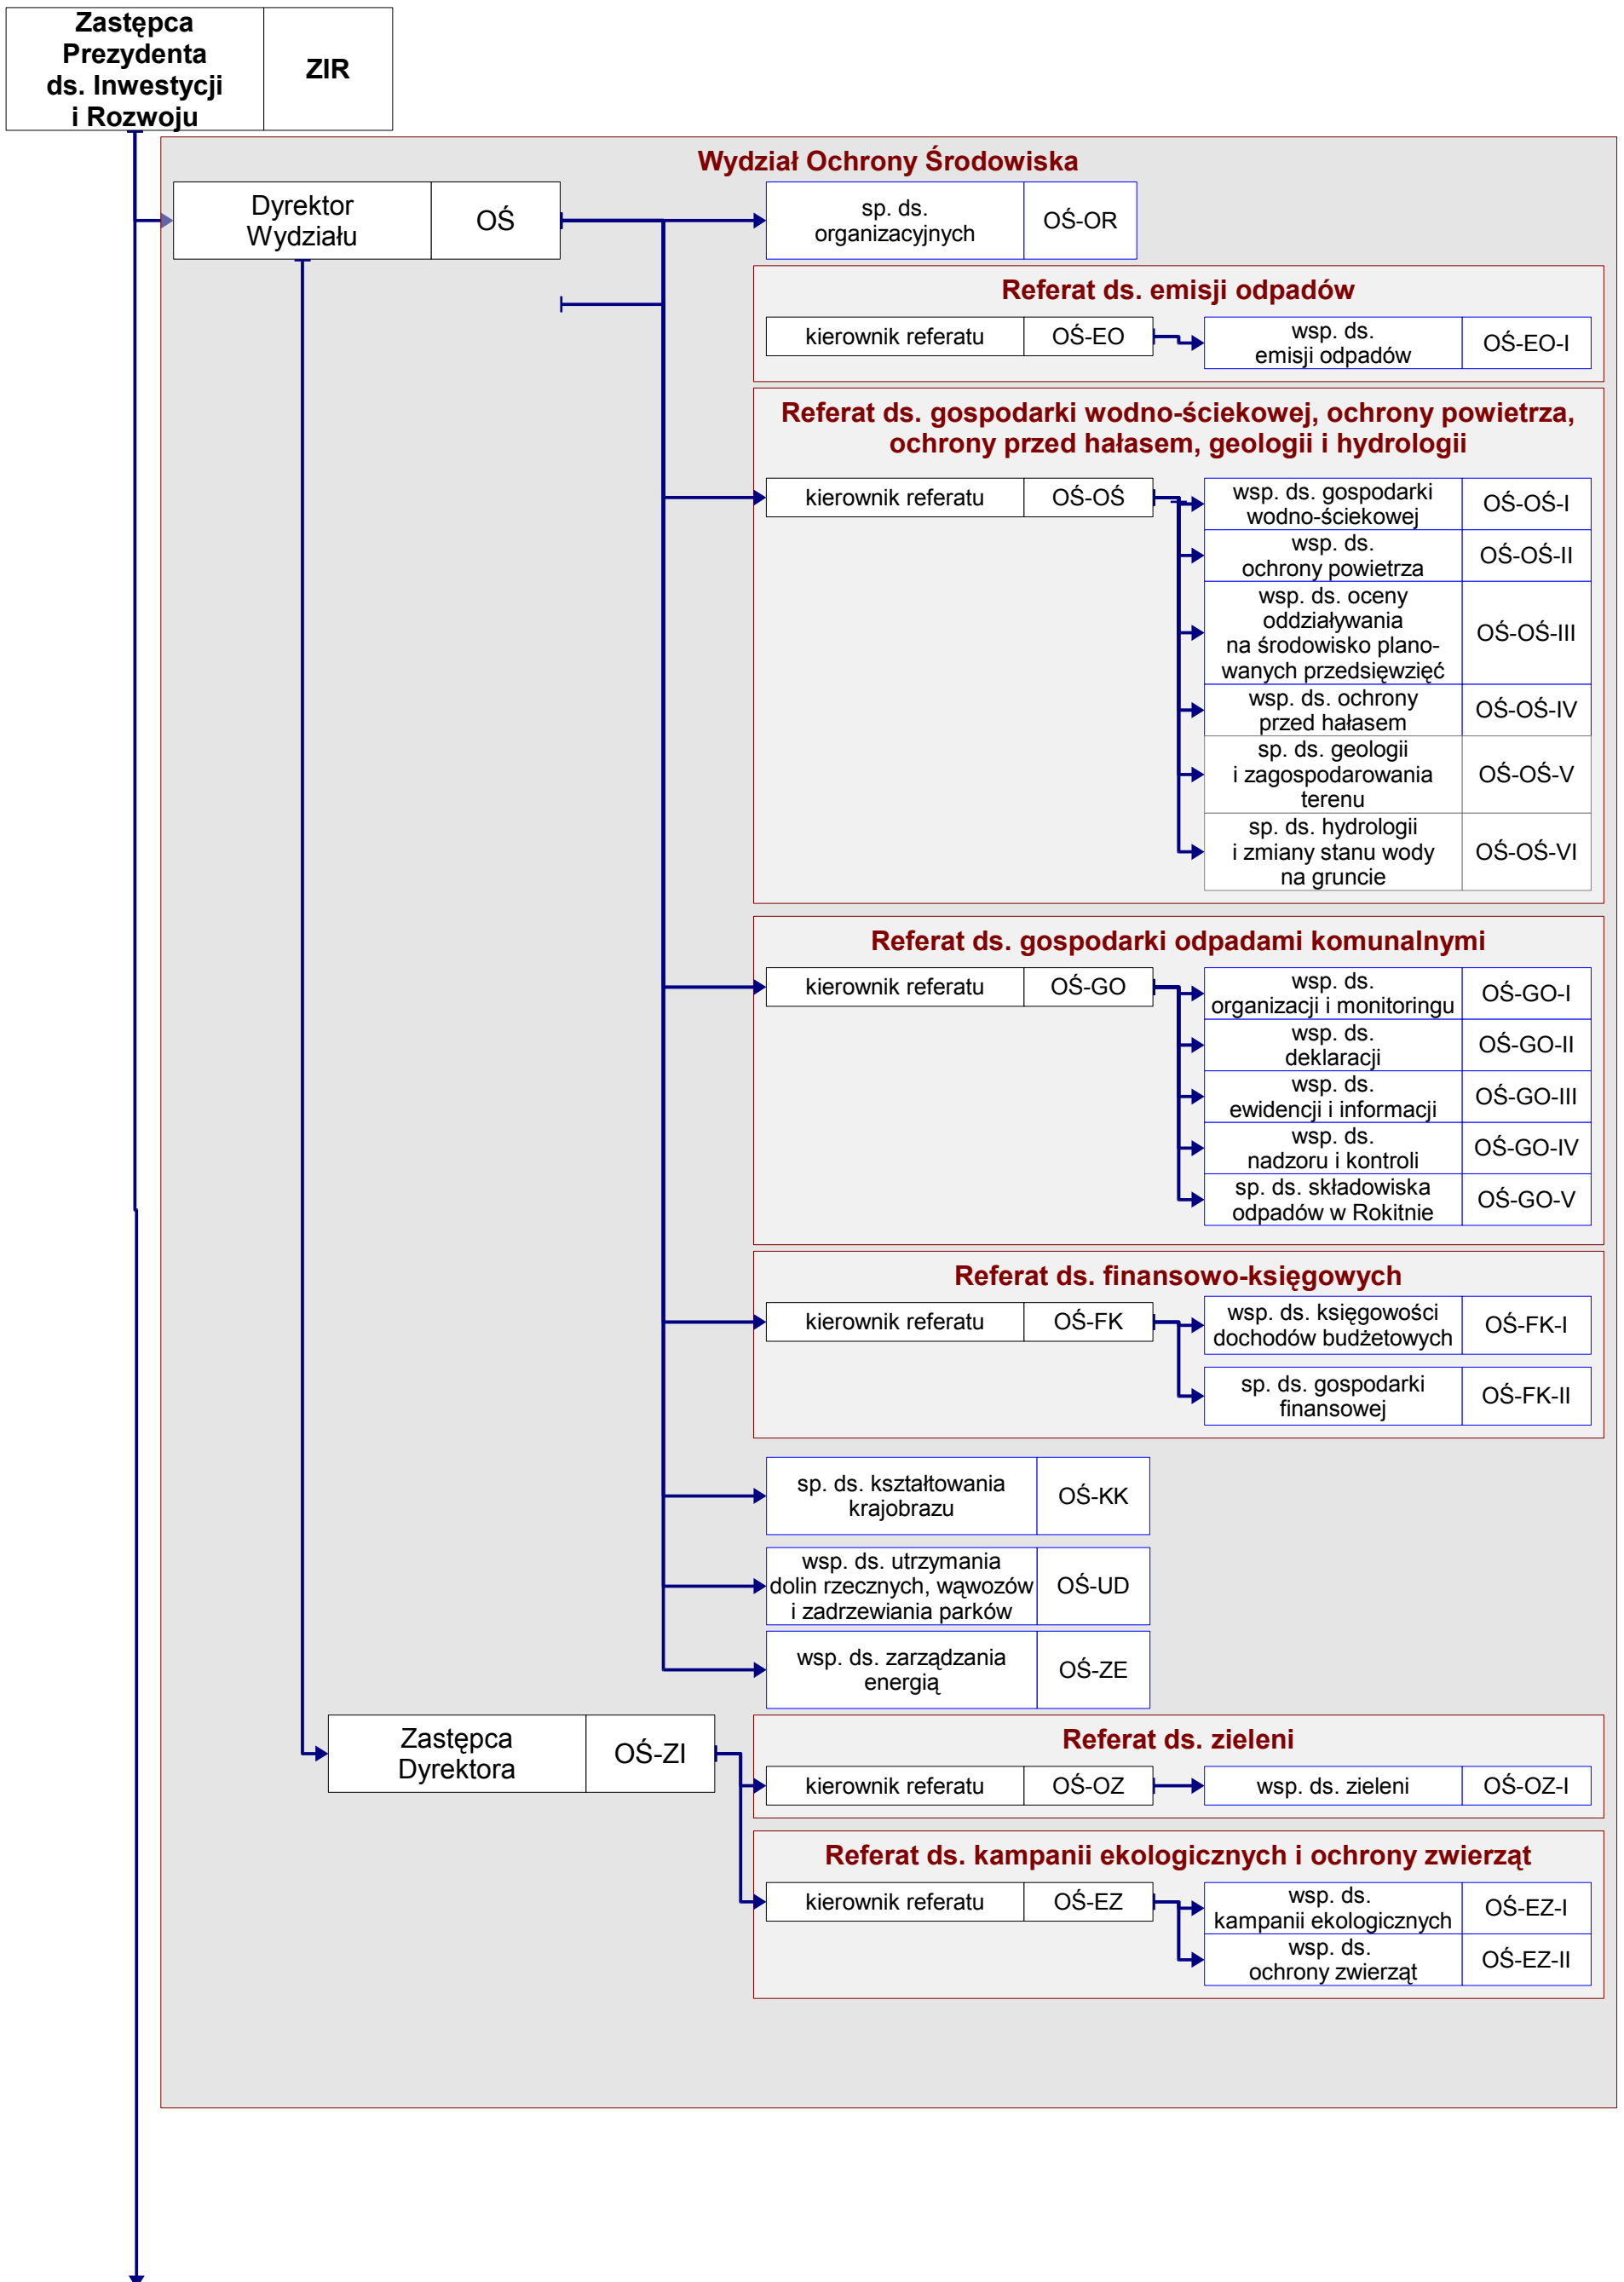 Zastępca
Prezydenta
ds. Inwestycji
i Rozwoju
ZIR
Wydział Ochrony Środowiska
Dyrektor
Wydziału
OŚ
sp. ds.
organizacyjnych
OŚ-OR
Referat ds. emisji odpadów
kierownik referatu
OŚ-EO
wsp. ds.
emisji odpadów
OŚ-EO-I
Referat ds. gospodarki wodno-ściekowej, ochrony powietrza,
ochrony przed hałasem, geologii i hydrologii
kierownik referatu
OŚ-OŚ
wsp. ds. gospodarki
wodno-ściekowej
OŚ-OŚ-I
wsp. ds.
ochrony powietrza
OŚ-OŚ-II
wsp. ds. oceny
oddziaływania
na środowisko plano-
wanych przedsięwzięć
OŚ-OŚ-III
wsp. ds. ochrony
przed hałasem
OŚ-OŚ-IV
sp. ds. geologii
i zagospodarowania
terenu
OŚ-OŚ-V
sp. ds. hydrologii
i zmiany stanu wody
na gruncie
OŚ-OŚ-VI
Referat ds. gospodarki odpadami komunalnymi
kierownik referatu
OŚ-GO
wsp. ds.
organizacji i monitoringu
OŚ-GO-I
wsp. ds.
deklaracji
OŚ-GO-II
wsp. ds.
ewidencji i informacji
OŚ-GO-III
wsp. ds.
nadzoru i kontroli
OŚ-GO-IV
sp. ds. składowiska
odpadów w Rokitnie
OŚ-GO-V
Referat ds. finansowo-księgowych
kierownik referatu
OŚ-FK
wsp. ds. księgowości
dochodów budżetowych
OŚ-FK-I
sp. ds. gospodarki
finansowej
OŚ-FK-II
sp. ds. kształtowania
krajobrazu
OŚ-KK
wsp. ds. utrzymania
dolin rzecznych, wąwozów
i zadrzewiania parków
OŚ-UD
wsp. ds. zarządzania
energią
OŚ-ZE
Zastępca
Dyrektora
OŚ-ZI
Referat ds. zieleni
kierownik referatu
OŚ-OZ
wsp. ds. zieleni
OŚ-OZ-I
Referat ds. kampanii ekologicznych i ochrony zwierząt
kierownik referatu
OŚ-EZ
wsp. ds.
kampanii ekologicznych
OŚ-EZ-I
wsp. ds.
ochrony zwierząt
OŚ-EZ-II